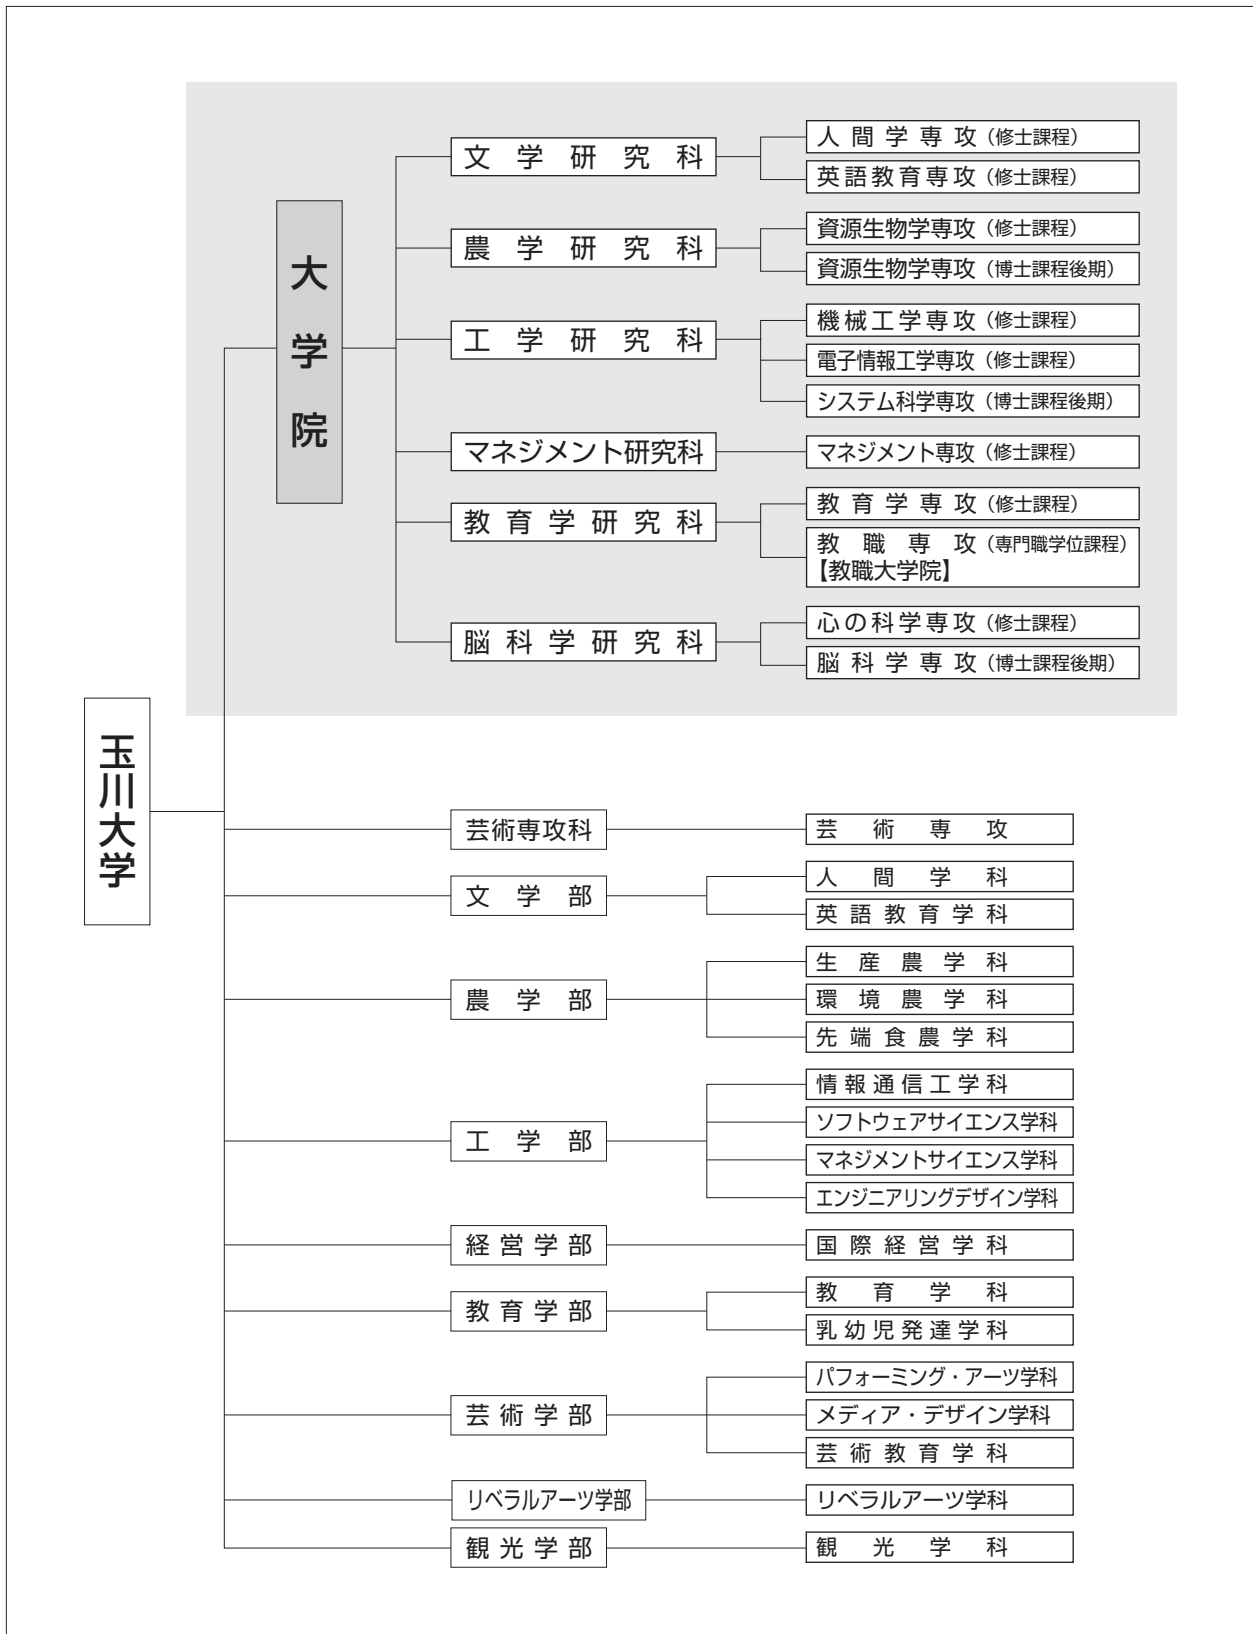 玉川大学
大学院
文学研究科
人間学専攻（修士課程）
英語教育専攻（修士課程）
農学研究科
資源生物学専攻（修士課程）
資源生物学専攻（博士課程後期）
工学研究科
機械工学専攻（修士課程）
電子情報工学専攻（修士課程）
システム科学専攻（博士課程後期）
マネジメント研究科
マネジメント専攻（修士課程）
教育学研究科
教育学専攻（修士課程）
教職専攻（専門職学位課程）
【教職大学院】
脳科学研究科
心の科学専攻（修士課程）
脳科学専攻（博士課程後期）
芸術専攻科
芸術専攻
文学部
人間学科
英語教育学科
農学部
生産農学科
環境農学科
先端食農学科
工学部
情報通信工学科
ソフトウェアサイエンス学科
マネジメントサイエンス学科
エンジニアリングデザイン学科
経営学部
国際経営学科
教育学部
教育学科
乳幼児発達学科
芸術学部
パフォーミング・アーツ学科
メディア・デザイン学科
芸術教育学科
リベラルアーツ学部
リベラルアーツ学科
観光学部
観光学科